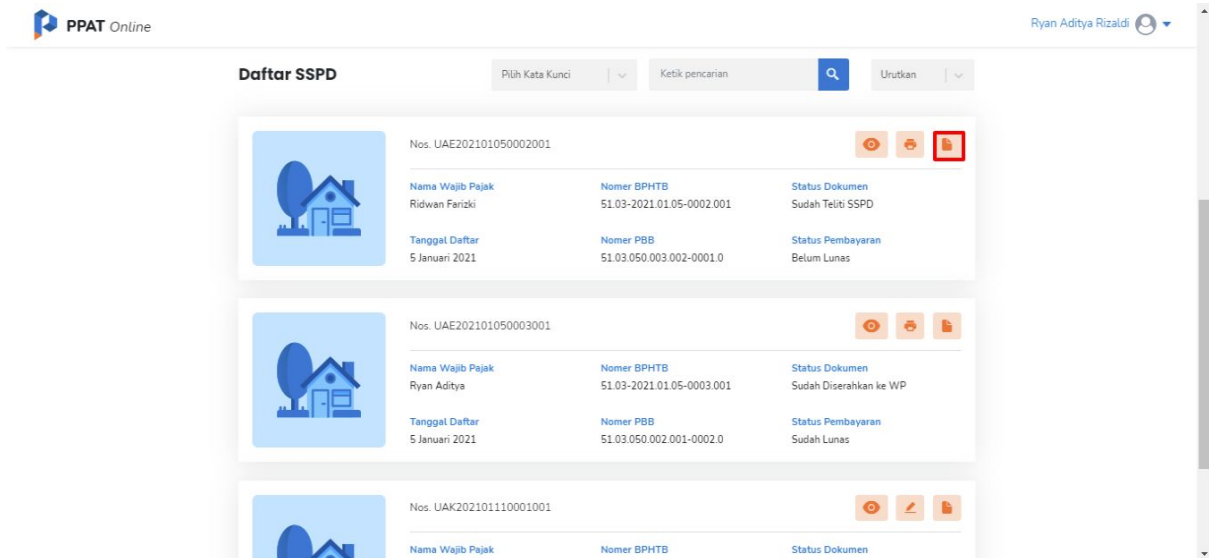 PPAT Online
Ryan Aditya Rizaldi
Daftar SSPD
Pilih Kata Kunci
Ketik pencarian
Urutkan
Nos. UAE202101050002001
Nama Wajib Pajak Nomer BPHTB Status Dokumen
Ridwan Farizki 51.03-2021.01.05-0002.001 Sudah Teliti SSPD
Tanggal Daftar Nomer PBB Status Pembayaran
5 Januari 2021 51.03.050.003.002-0001.0 Belum Lunas
Nos. UAE202101050003001
Nama Wajib Pajak Nomer BPHTB Status Dokumen
Ryan Aditya 51.03-2021.01.05-0003.001 Sudah Diserahkan ke WP
Tanggal Daftar Nomer PBB Status Pembayaran
5 Januari 2021 51.03.050.002.001-0002.0 Sudah Lunas
Nos. UAK202101110001001
Nama Wajib Pajak Nomer BPHTB Status Dokumen